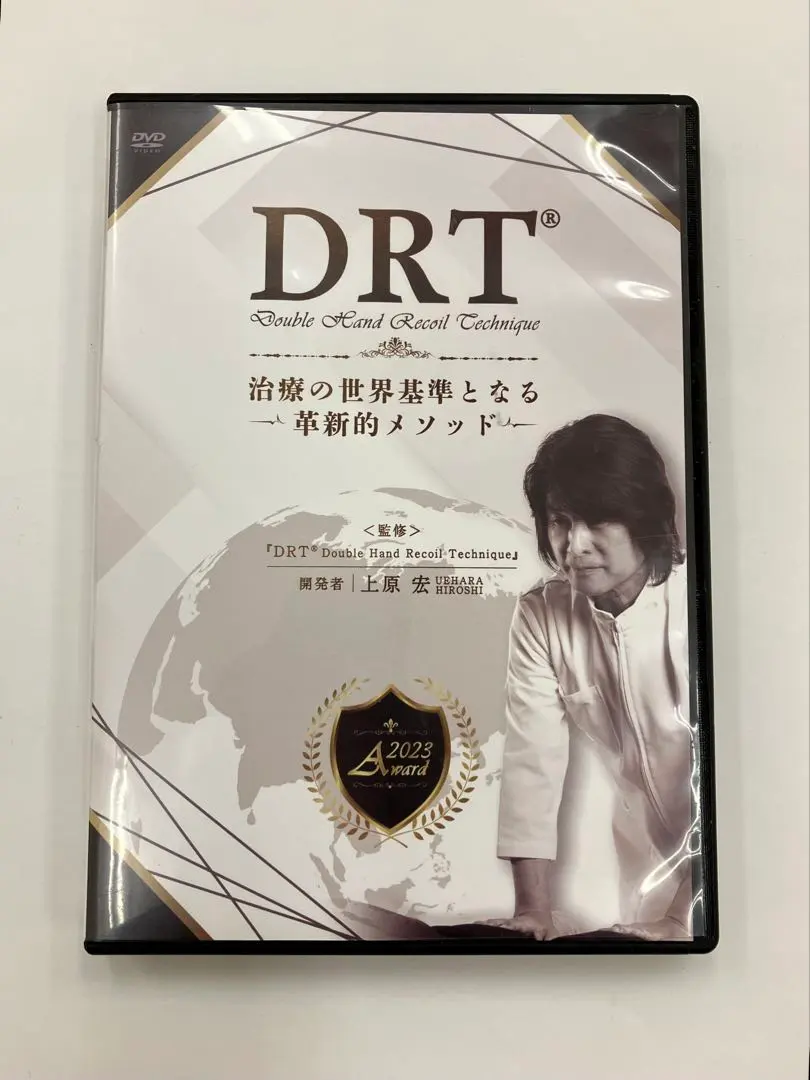 DVD
VIDEO
DRT®
Double Hand Recoil Technique
治療の世界基準となる
革新的メソッド
<監修>
『DRT® Double Hand Recoil Technique』
開発者 | 上原 宏 UEHARA HIROSHI
2023
Award